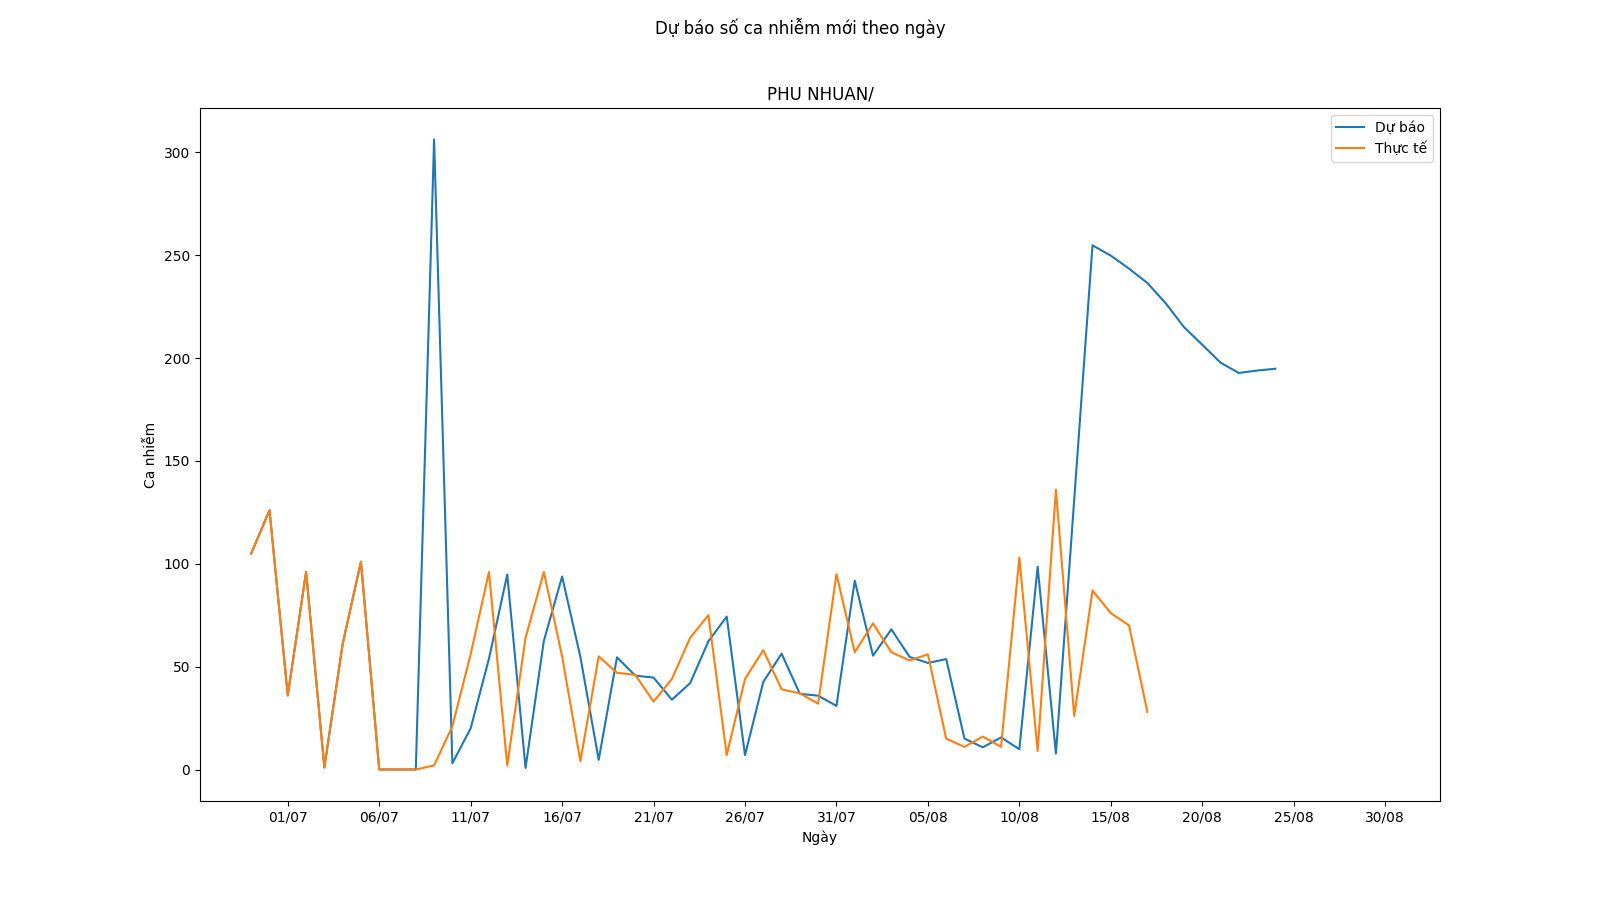 Dự báo số ca nhiễm mới theo ngày
PHU NHUAN/
Dự báo
Thực tế
300
250
200
150
100
50
0
Ca nhiễm
01/07 06/07 11/07 16/07 21/07 26/07 31/07 05/08 10/08 15/08 20/08 25/08 30/08
Ngày